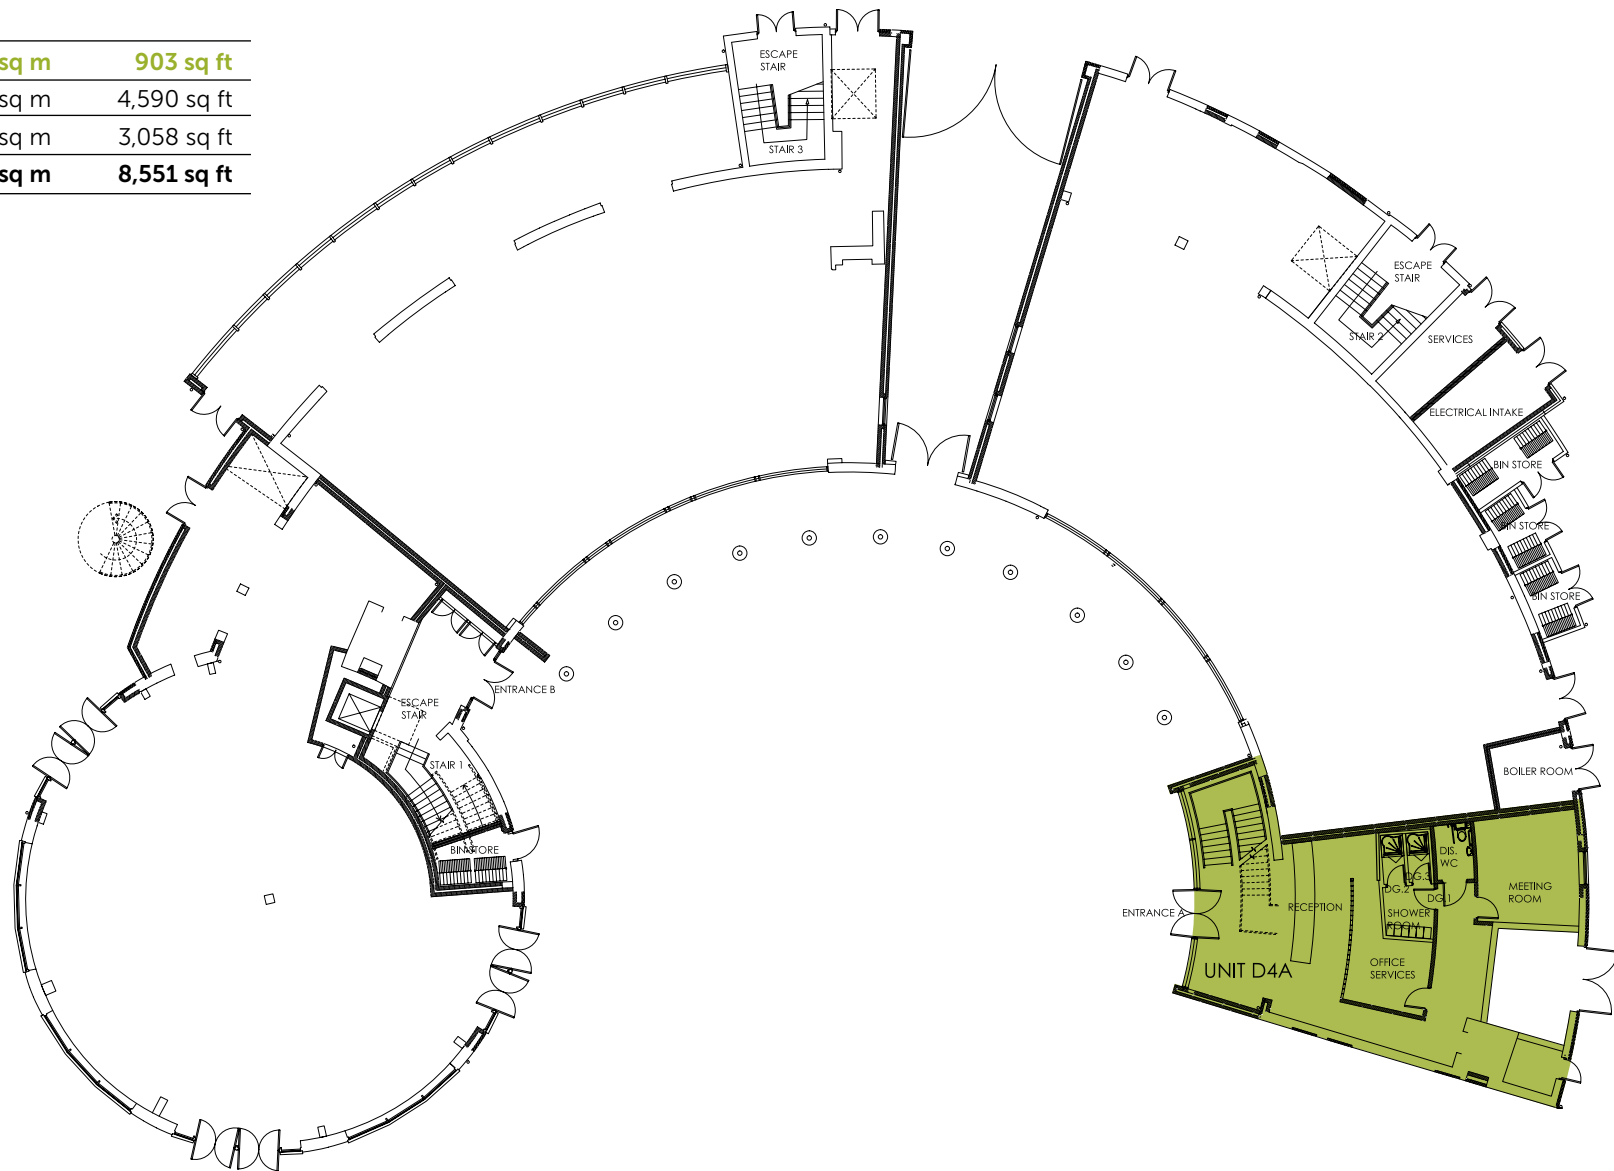 sq m 903 sq ft
sq m 4,590 sq ft
sq m 3,058 sq ft
sq m 8,551 sq ft
ESCAPE
STAIR
STAIR 3
ESCAPE
STAIR
STAIR 2
SERVICES
ELECTRICAL INTAKE
BIN STORE
BIN STORE
BIN STORE
ENTRANCE B
ESCAPE
STAIR
STAIR 1
BIN STORE
BOILER ROOM
DIS.
WC
DG.3
DG.2
DG.1
MEETING
ROOM
RECEPTION
ENTRANCE A
SHOWER
ROOM
OFFICE
SERVICES
UNIT D4A